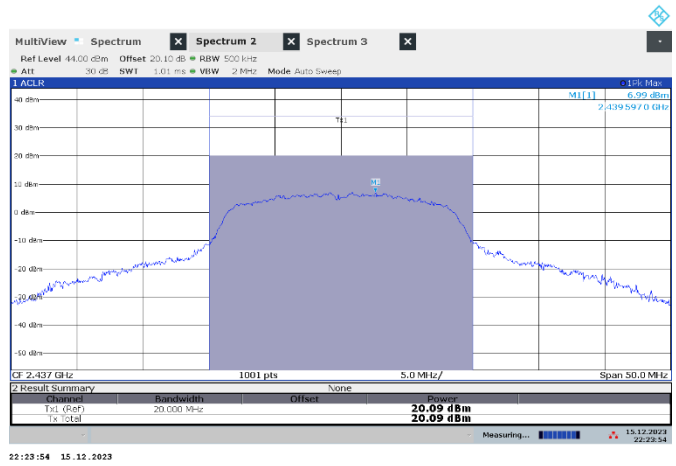 MultiView Spectrum X Spectrum 2 X Spectrum 3 X
Ref Level 44.00 dBm Offset 20.10 dB RBW 500 kHz
Att 30 dB SWT 1.01 ms VBW 2 MHz Mode Auto Sweep
1 ACLR 1Pk Max
M1[1] 6.99 dBm
2.4395970 GHz
40 dBm
Tx1
30 dBm
20 dBm
10 dBm
M1
0 dBm
-10 dBm
-20 dBm
-30 dBm
-40 dBm
-50 dBm
CF 2.437 GHz 1001 pts 5.0 MHz/ Span 50.0 MHz
2 Result Summary None
Channel Bandwidth Offset Power
Tx1 (Ref) 20.000 MHz 20.09 dBm
Tx Total 20.09 dBm
Measuring... 15.12.2023
22:23:54
22:23:54 15.12.2023